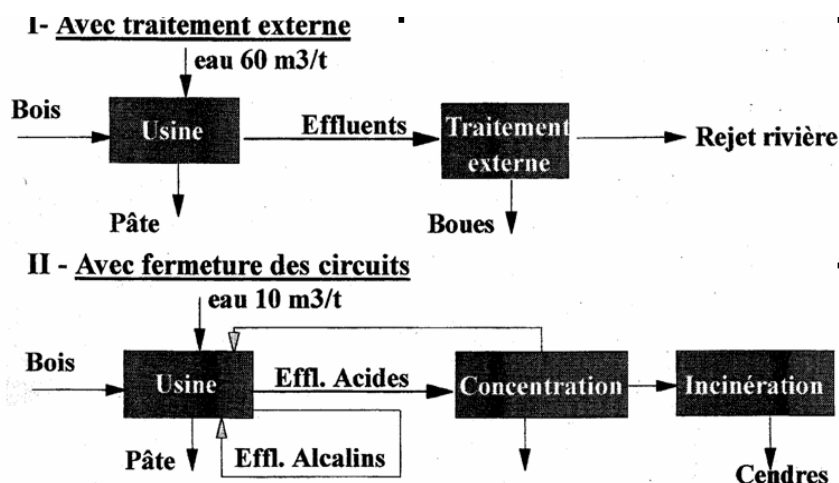 I- Avec traitement externe
eau 60 m3/t
Bois
Usine
Effluents
Traitement
externe
Rejet rivière
Pâte
Boues
II - Avec fermeture des circuits
eau 10 m3/t
Bois
Usine
Effl. Acides
Concentration
Incinération
Pâte
Effl. Alcalins
Cendres